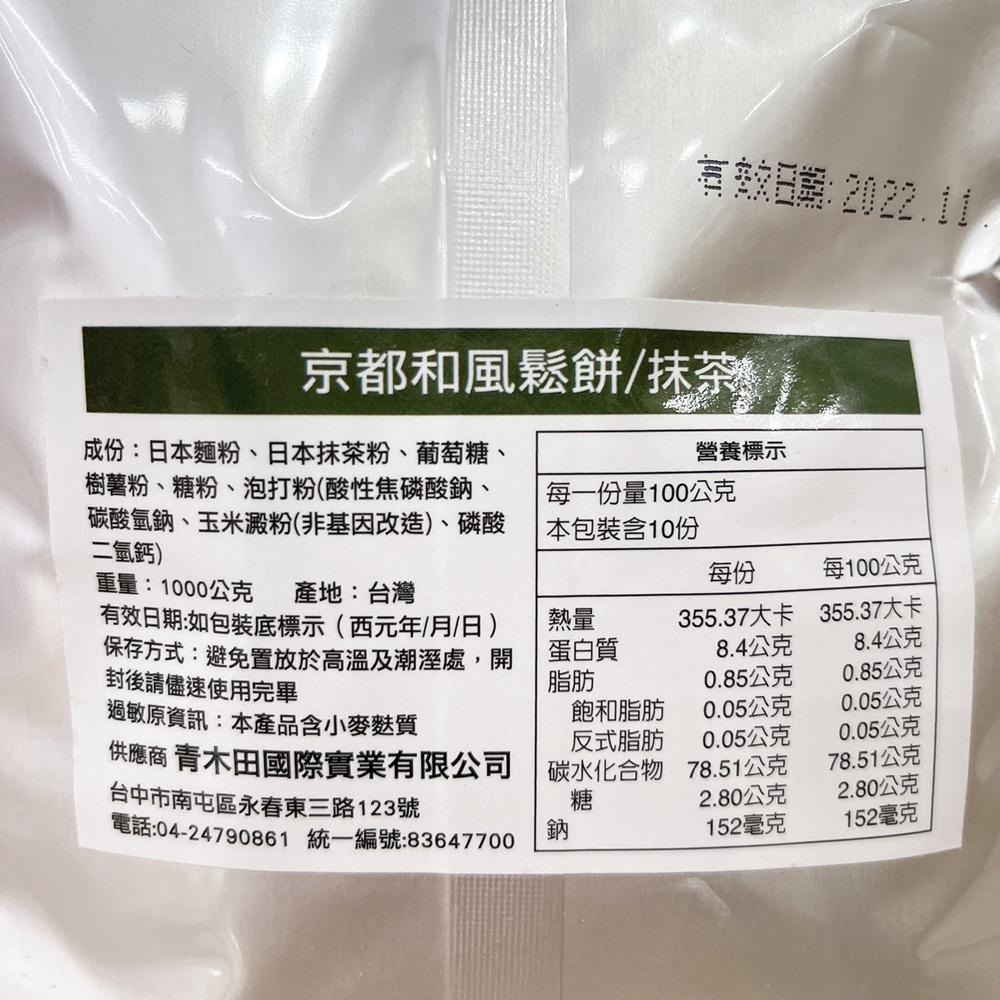 有效日期:2022.11.
京都和風鬆餅/抹茶
成份：日本麵粉、日本抹茶粉、葡萄糖、
樹薯粉、糖粉、泡打粉(酸性焦磷酸鈉、
碳酸氫鈉、玉米澱粉(非基因改造)、磷酸
二氫鈣)
重量：1000公克 產地：台灣
有效日期:如包裝底標示（西元年/月/日）
保存方式：避免置放於高溫及潮溼處，開
封後請儘速使用完畢
過敏原資訊：本產品含小麥麩質
供應商 青木田國際實業有限公司
台中市南屯區永春東三路123號
電話:04-24790861 統一編號:83647700
營養標示
每一份量100公克
本包裝含10份
每份 每100公克
熱量 355.37大卡 355.37大卡
蛋白質 8.4公克 8.4公克
脂肪 0.85公克 0.85公克
飽和脂肪 0.05公克 0.05公克
反式脂肪 0.05公克 0.05公克
碳水化合物 78.51公克 78.51公克
糖 2.80公克 2.80公克
鈉 152毫克 152毫克